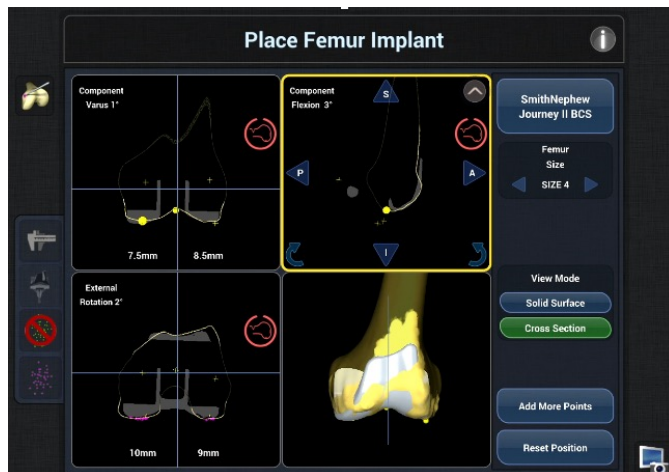 Place Femur Implant
i
Component
Varus 1°
7.5mm
8.5mm
Component
Flexion 3°
S
P
A
I
SmithNephew
Journey II BCS
Femur
Size
SIZE 4
External
Rotation 2°
10mm
9mm
View Mode
Solid Surface
Cross Section
Add More Points
Reset Position